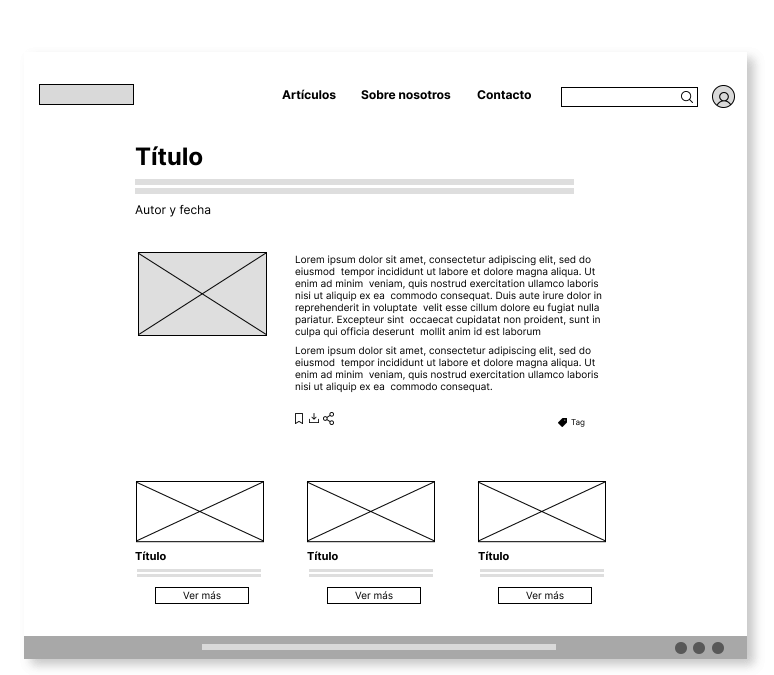 Artículos Sobre nosotros Contacto
Título
Autor y fecha
Lorem ipsum dolor sit amet, consectetur adipiscing elit, sed do
eiusmod  tempor incididunt ut labore et dolore magna aliqua. Ut
enim ad minim  veniam, quis nostrud exercitation ullamco laboris
nisi ut aliquip ex ea  commodo consequat. Duis aute irure dolor in
reprehenderit in voluptate  velit esse cillum dolore eu fugiat nulla
pariatur. Excepteur sint  occaecat cupidatat non proident, sunt in
culpa qui officia deserunt  mollit anim id est laborum
Lorem ipsum dolor sit amet, consectetur adipiscing elit, sed do
eiusmod  tempor incididunt ut labore et dolore magna aliqua. Ut
enim ad minim  veniam, quis nostrud exercitation ullamco laboris
nisi ut aliquip ex ea  commodo consequat.
Tag
Título Título Título
Ver más Ver más Ver más